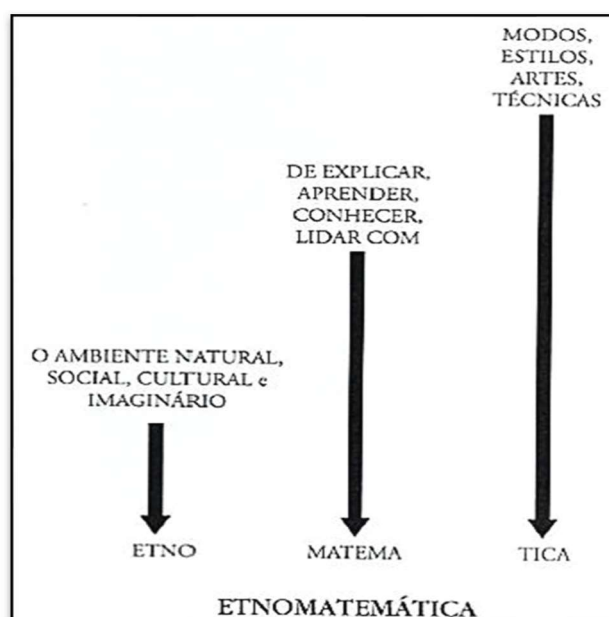 MODOS,
ESTILOS,
ARTES,
TÉCNICAS
DE EXPLICAR,
APRENDER,
CONHECER,
LIDAR COM
O AMBIENTE NATURAL,
SOCIAL, CULTURAL e
IMAGINÁRIO
ETNO MATEMA TICA
ETNOMATEMÁTICA